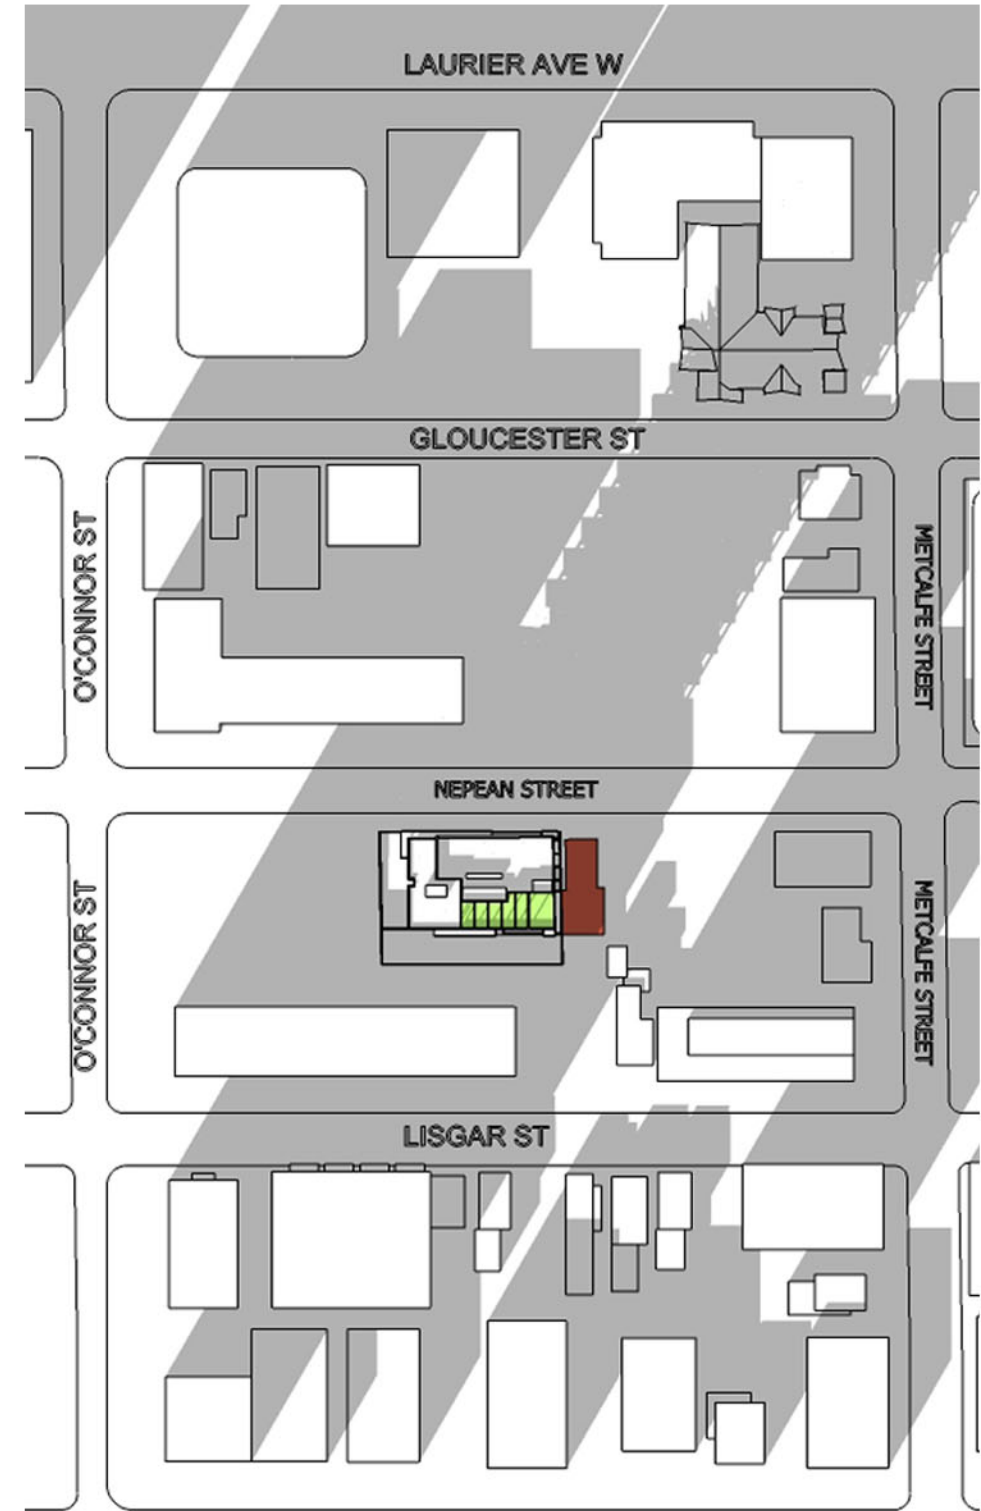 LAURIER AVE W
GLOUCESTER ST
O'CONNOR ST
METCALFE STREET
NEPEAN STREET
O'CONNOR ST
METCALFE STREET
LISGAR ST